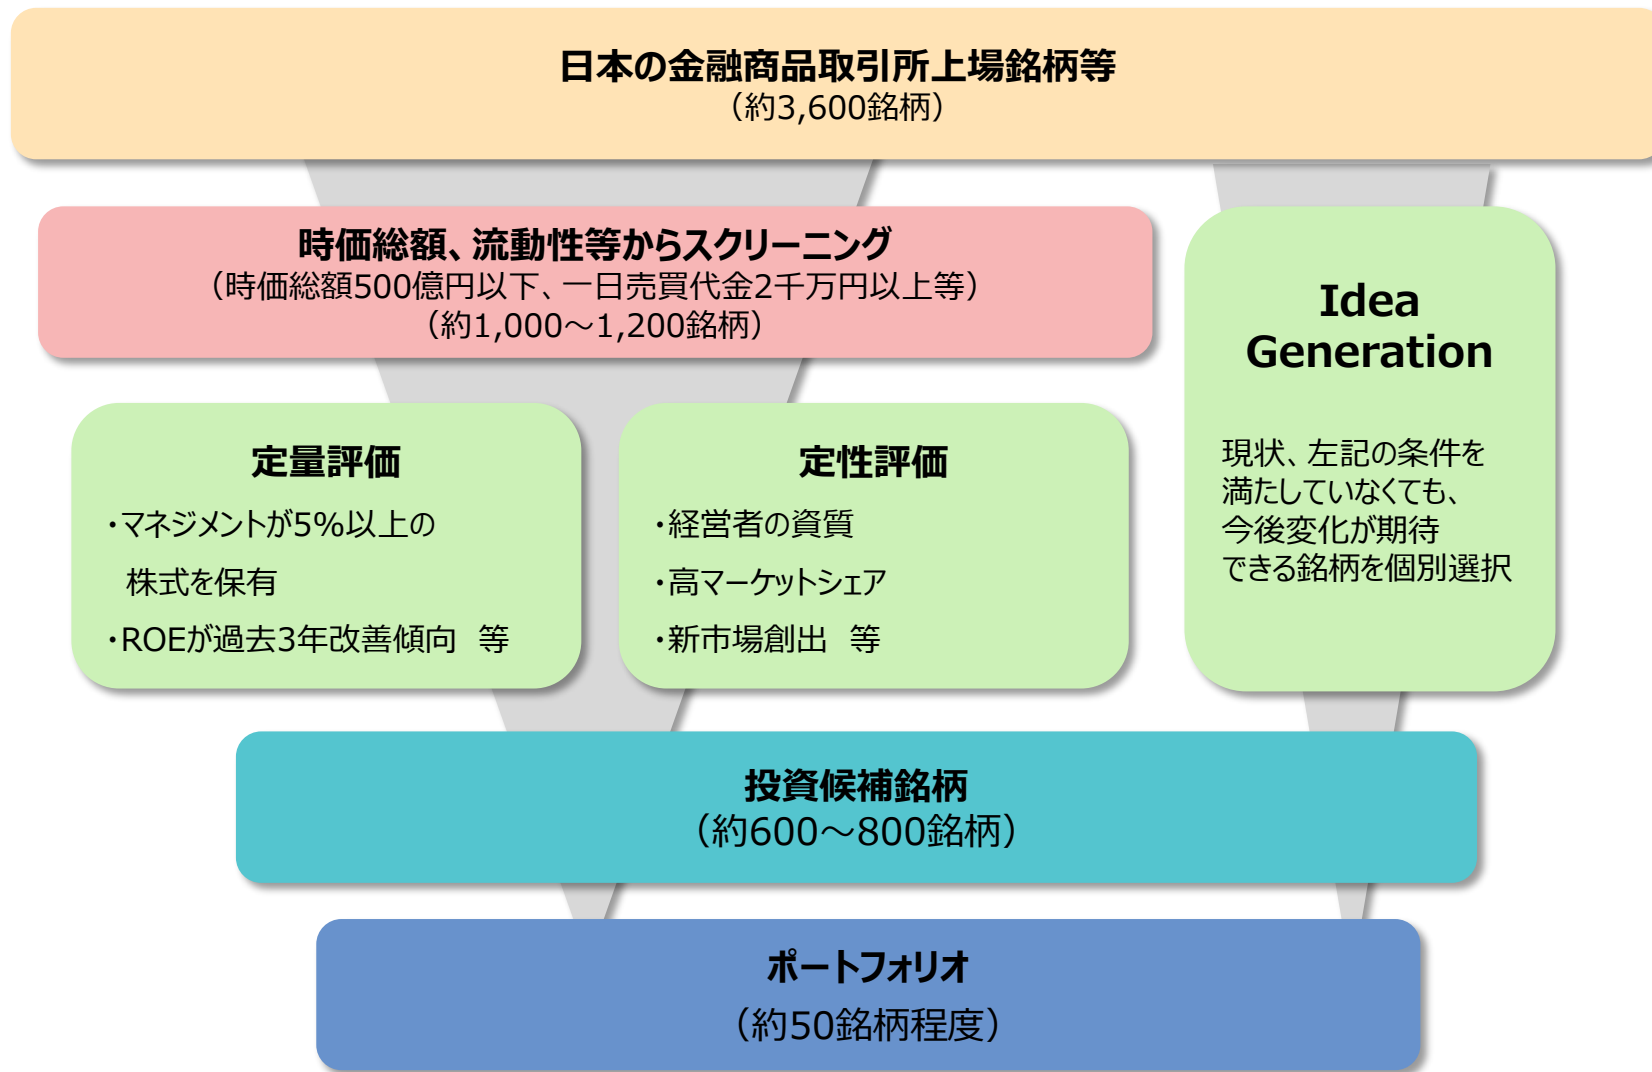 日本の金融商品取引所上場銘柄等
（約3,600銘柄）
時価総額、流動性等からスクリーニング
（時価総額500億円以下、一日売買代金2千万円以上等）
（約1,000～1,200銘柄）
定量評価
・マネジメントが5%以上の
株式を保有
・ROEが過去3年改善傾向　等
定性評価
・経営者の資質
・高マーケットシェア
・新市場創出　等
Idea
Generation
現状、左記の条件を
満たしていなくても、
今後変化が期待
できる銘柄を個別選択
投資候補銘柄
（約600～800銘柄）
ポートフォリオ
（約50銘柄程度）